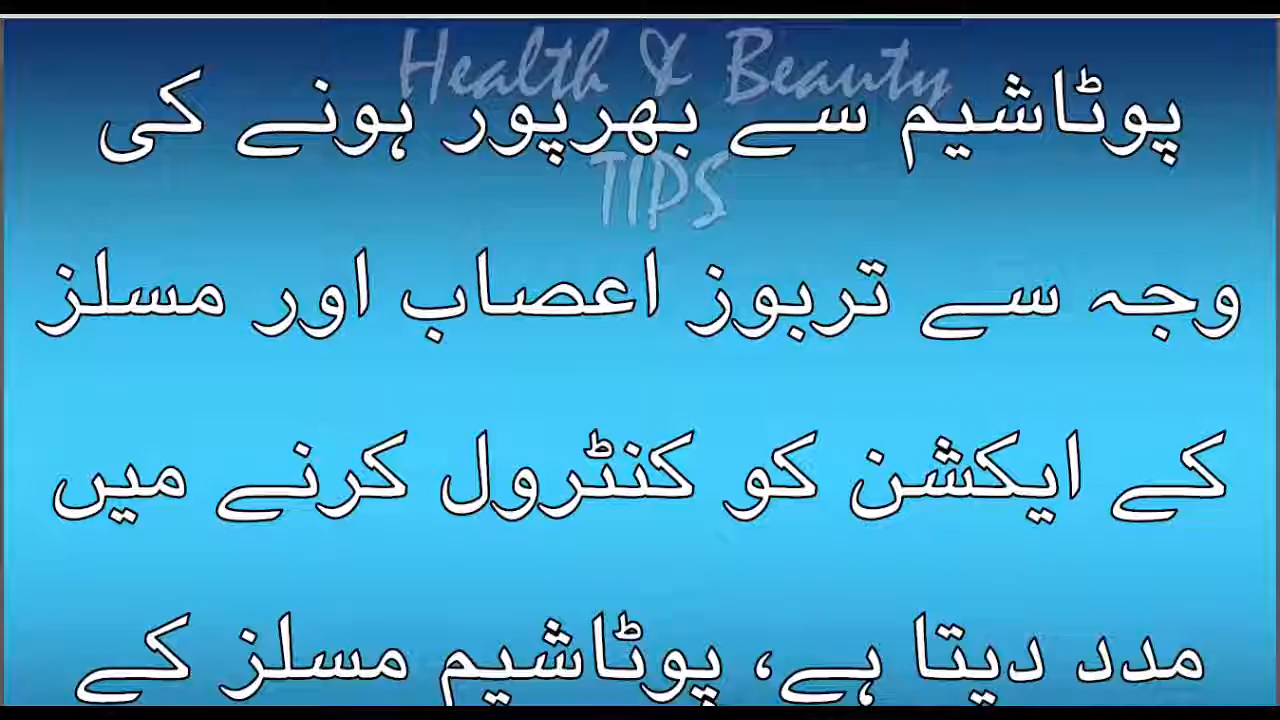 Health & Beauty
پوٹاشیم سے بھرپور ہونے کی
TIPS
وجہ سے تربوز اعصاب اور مسلز
کے ایکشن کو کنٹرول کرنے میں
مدد دیتا ہے، پوٹاشیم مسلز کے